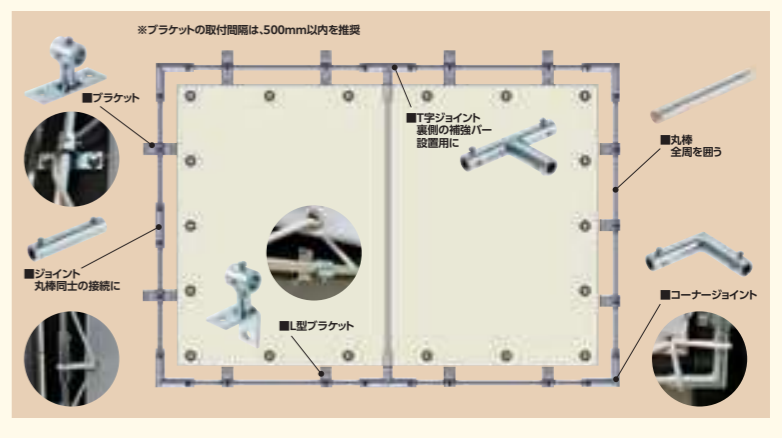 ※ブラケットの取付間隔は、500mm以内を推奨
■ブラケット
■T字ジョイント
裏側の補強バー
設置用に
■丸棒
全周を囲う
■ジョイント
丸棒同士の接続に
■L型ブラケット
■コーナージョイント